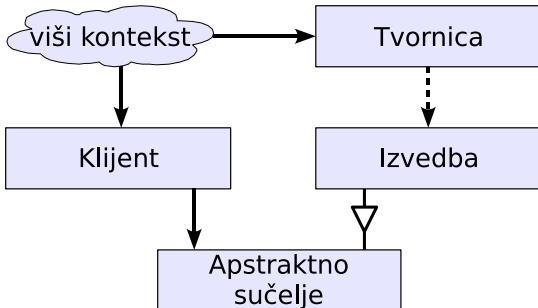 viši kontekst
Tvornica
Klijent
Izvedba
Apstraktno
sučelje